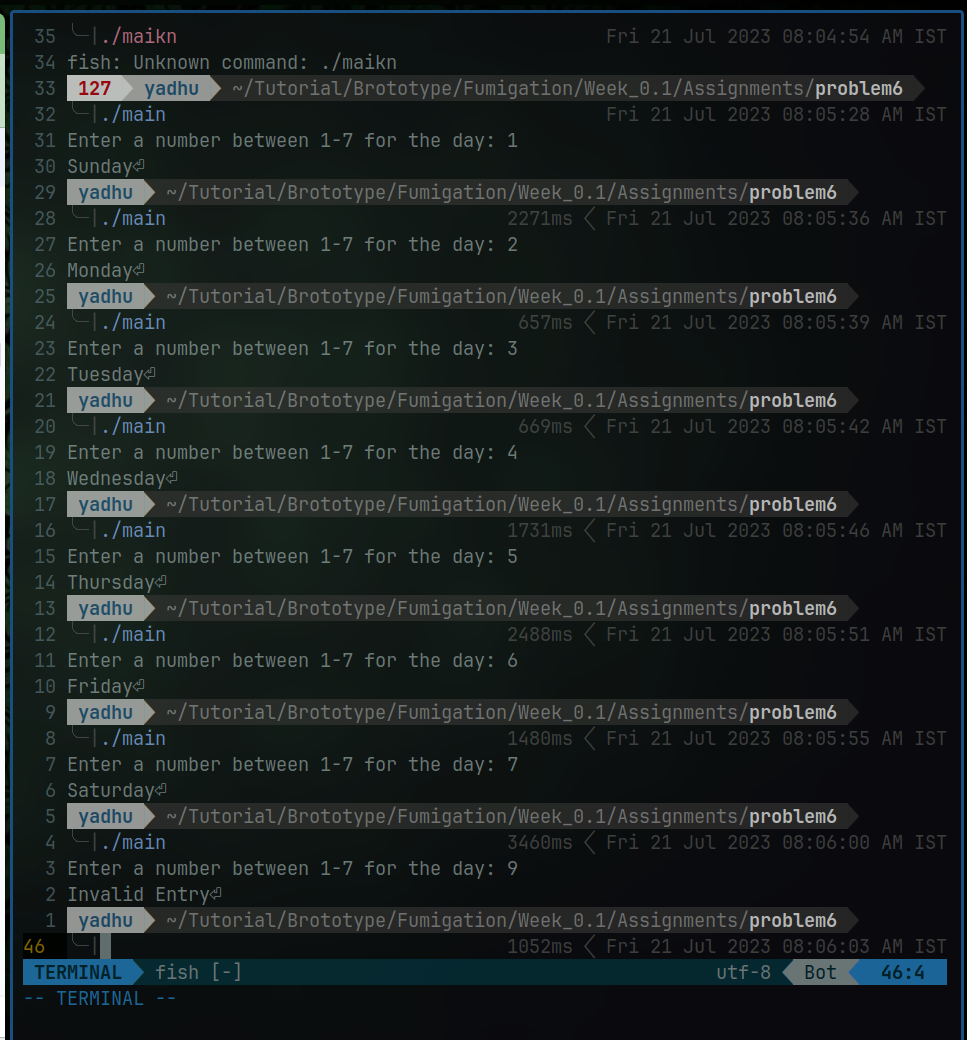 35 ╰─|./maikn Fri 21 Jul 2023 08:04:54 AM IST
34 fish: Unknown command: ./maikn
33 127 yadhu ~/Tutorial/Brototype/Fumigation/Week_0.1/Assignments/problem6
32 ╰─|./main Fri 21 Jul 2023 08:05:28 AM IST
31 Enter a number between 1-7 for the day: 1
30 Sunday⏎
29 yadhu ~/Tutorial/Brototype/Fumigation/Week_0.1/Assignments/problem6
28 ╰─|./main 2271ms Fri 21 Jul 2023 08:05:36 AM IST
27 Enter a number between 1-7 for the day: 2
26 Monday⏎
25 yadhu ~/Tutorial/Brototype/Fumigation/Week_0.1/Assignments/problem6
24 ╰─|./main 657ms Fri 21 Jul 2023 08:05:39 AM IST
23 Enter a number between 1-7 for the day: 3
22 Tuesday⏎
21 yadhu ~/Tutorial/Brototype/Fumigation/Week_0.1/Assignments/problem6
20 ╰─|./main 669ms Fri 21 Jul 2023 08:05:42 AM IST
19 Enter a number between 1-7 for the day: 4
18 Wednesday⏎
17 yadhu ~/Tutorial/Brototype/Fumigation/Week_0.1/Assignments/problem6
16 ╰─|./main 1731ms Fri 21 Jul 2023 08:05:46 AM IST
15 Enter a number between 1-7 for the day: 5
14 Thursday⏎
13 yadhu ~/Tutorial/Brototype/Fumigation/Week_0.1/Assignments/problem6
12 ╰─|./main 2488ms Fri 21 Jul 2023 08:05:51 AM IST
11 Enter a number between 1-7 for the day: 6
10 Friday⏎
9 yadhu ~/Tutorial/Brototype/Fumigation/Week_0.1/Assignments/problem6
8 ╰─|./main 1480ms Fri 21 Jul 2023 08:05:55 AM IST
7 Enter a number between 1-7 for the day: 7
6 Saturday⏎
5 yadhu ~/Tutorial/Brototype/Fumigation/Week_0.1/Assignments/problem6
4 ╰─|./main 3460ms Fri 21 Jul 2023 08:06:00 AM IST
3 Enter a number between 1-7 for the day: 9
2 Invalid Entry⏎
1 yadhu ~/Tutorial/Brototype/Fumigation/Week_0.1/Assignments/problem6
46 ╰─| 1052ms Fri 21 Jul 2023 08:06:03 AM IST
TERMINAL fish [-] utf-8 Bot 46:4
-- TERMINAL --